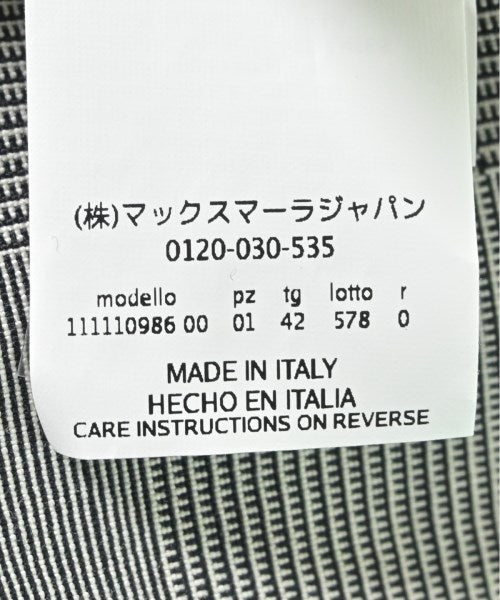 (株)マックスマーラジャパン
0120-030-535
modello pz tg lotto r
111110986 00 01 42 578 0
MADE IN ITALY
HECHO EN ITALIA
CARE INSTRUCTIONS ON REVERSE